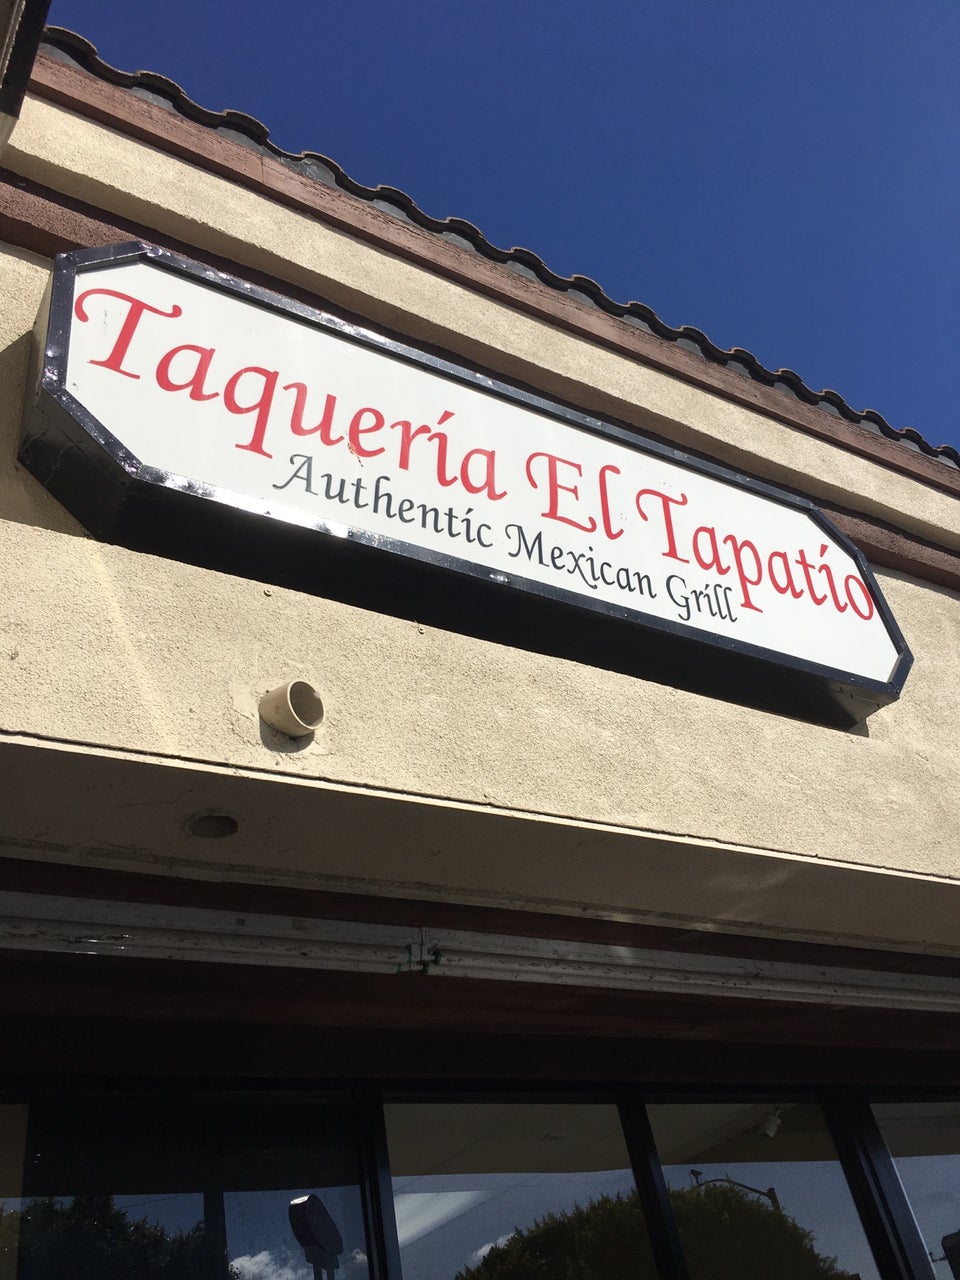 Taquería El Tapatío
Authentic Mexican Grill